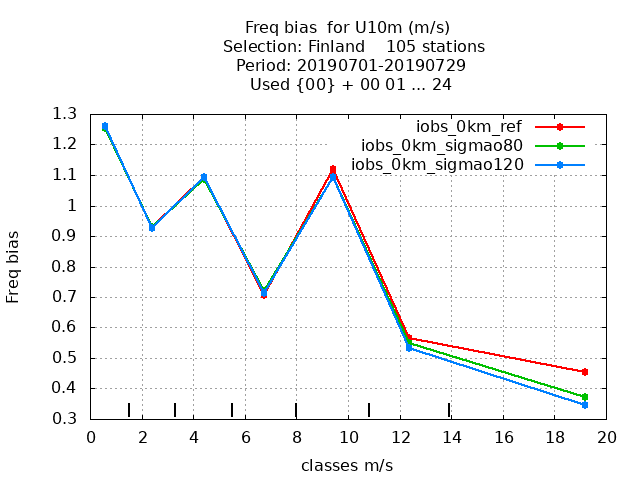 Freq bias  for U10m (m/s)
Selection: Finland    105 stations
Period: 20190701-20190729
Used {00} + 00 01 ... 24
iobs_0km_ref
iobs_0km_sigmao80
iobs_0km_sigmao120
Freq bias
1.3
1.2
1.1
1
0.9
0.8
0.7
0.6
0.5
0.4
0.3
0 2 4 6 8 10 12 14 16 18 20
classes m/s